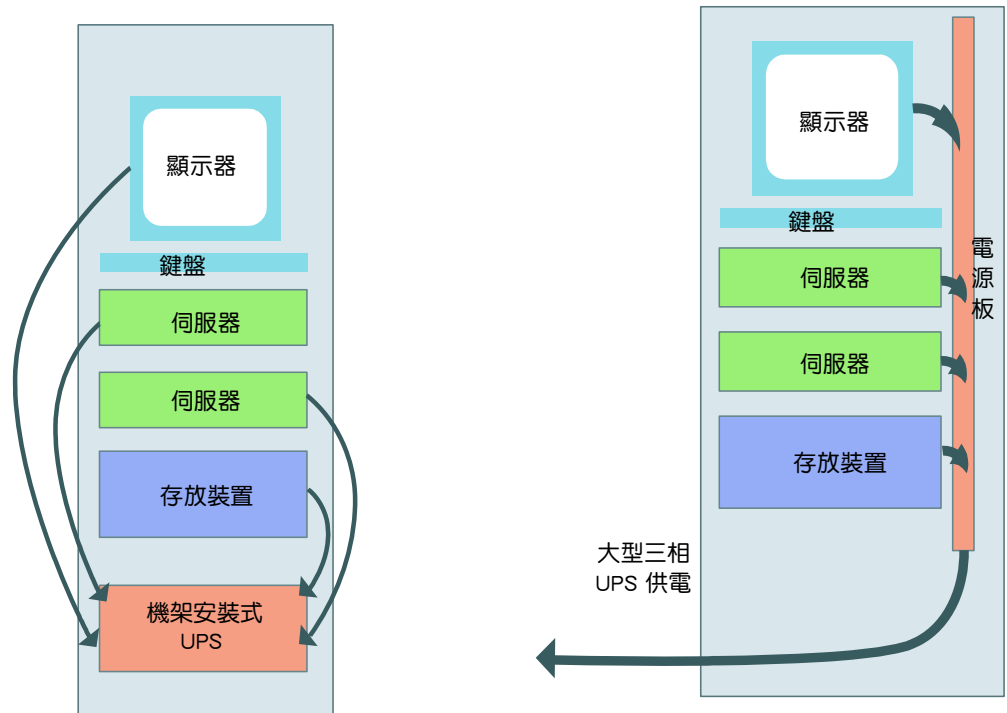 顯示器
鍵盤
伺服器
伺服器
存放裝置
機架安裝式
UPS
顯示器
鍵盤
伺服器
伺服器
存放裝置
電
源
板
大型三相
UPS 供電